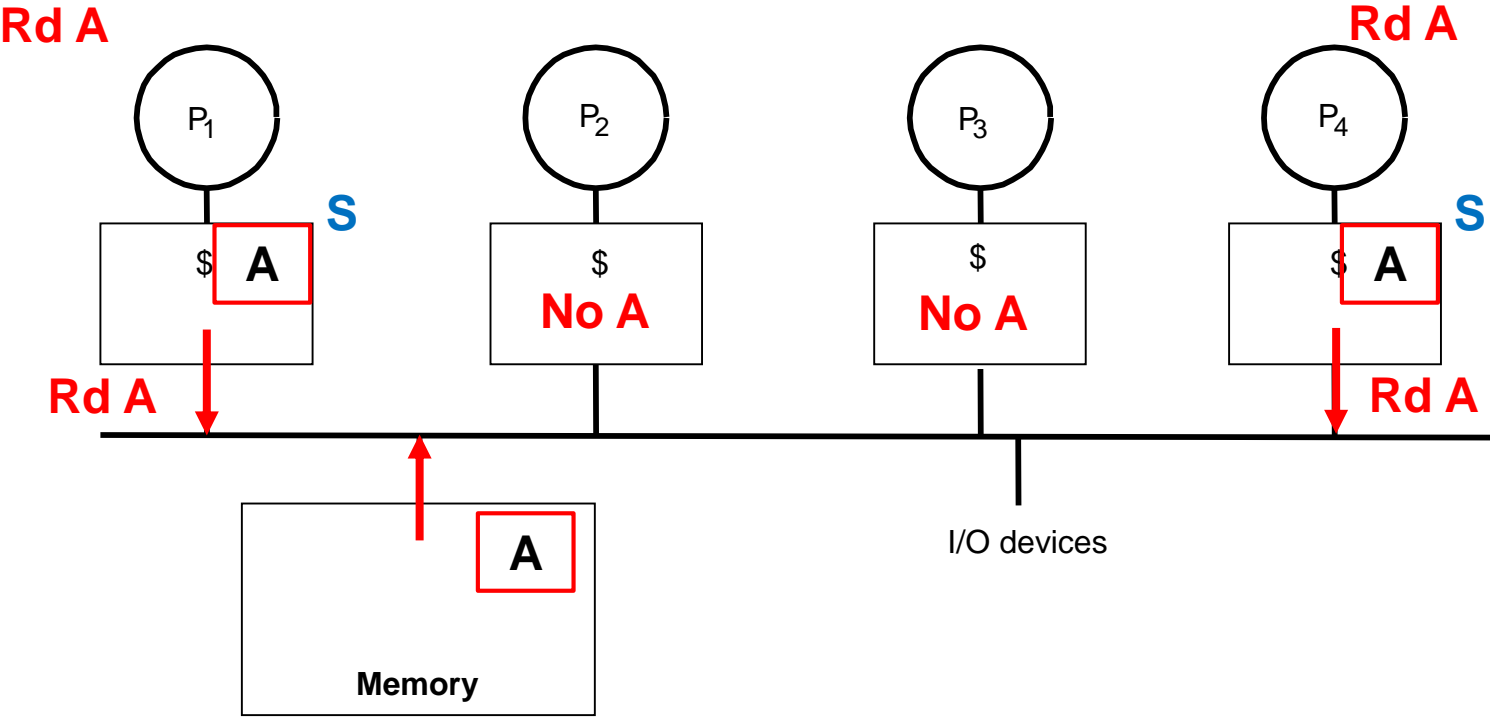 Rd A
Rd A
P1
P2
P3
P4
S
S
$
A
$
No A
$
No A
$
A
Rd A
Rd A
A
I/O devices
Memory